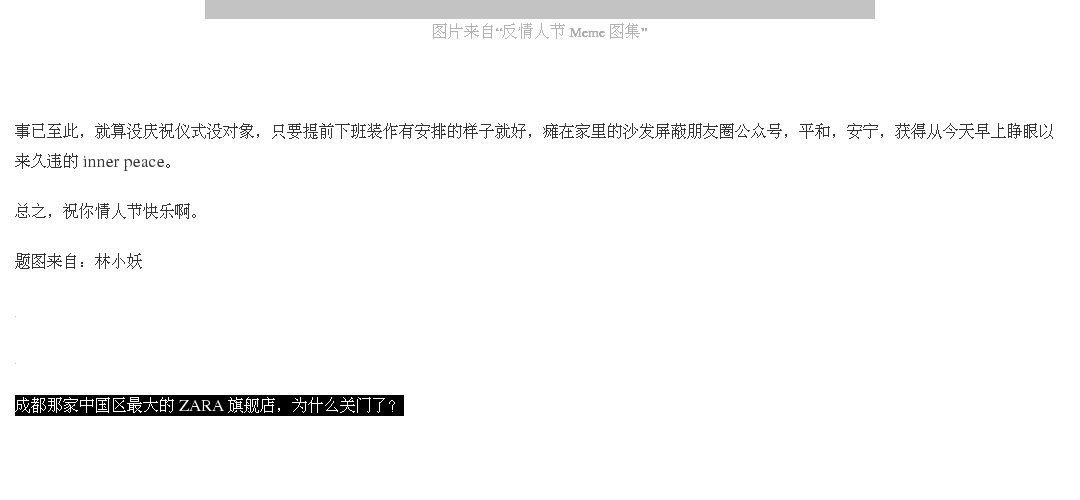 图片来自“反情人节 Meme 图集”
事已至此，就算没庆祝仪式没对象，只要提前下班装作有安排的样子就好，瘫在家里的沙发屏蔽朋友圈公众号，平和，安宁，获得从今天早上睁眼以
来久违的 inner peace。
总之，祝你情人节快乐啊。
题图来自：林小妖
成都那家中国区最大的 ZARA 旗舰店，为什么关门了？